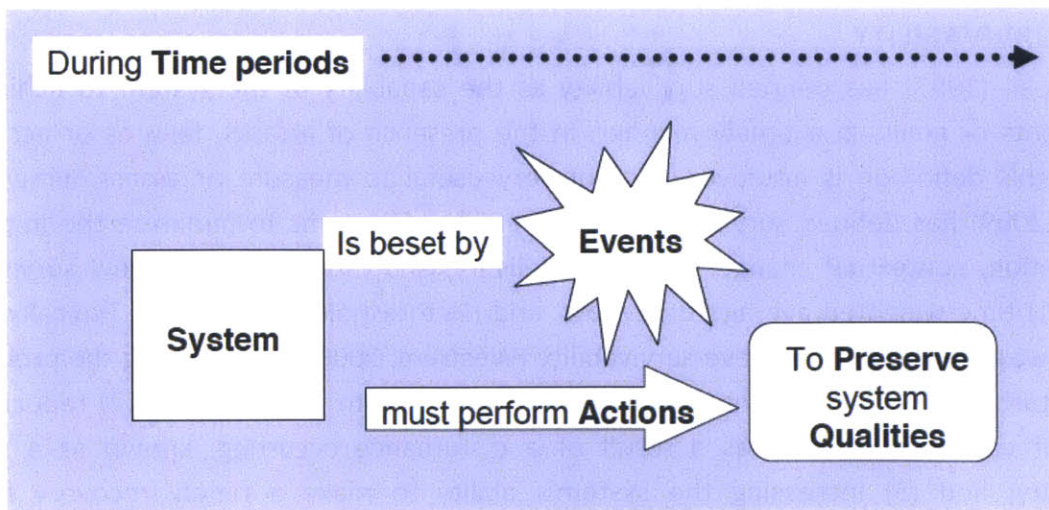 During Time periods
Is beset by
Events
System
must perform Actions
To Preserve
system
Qualities